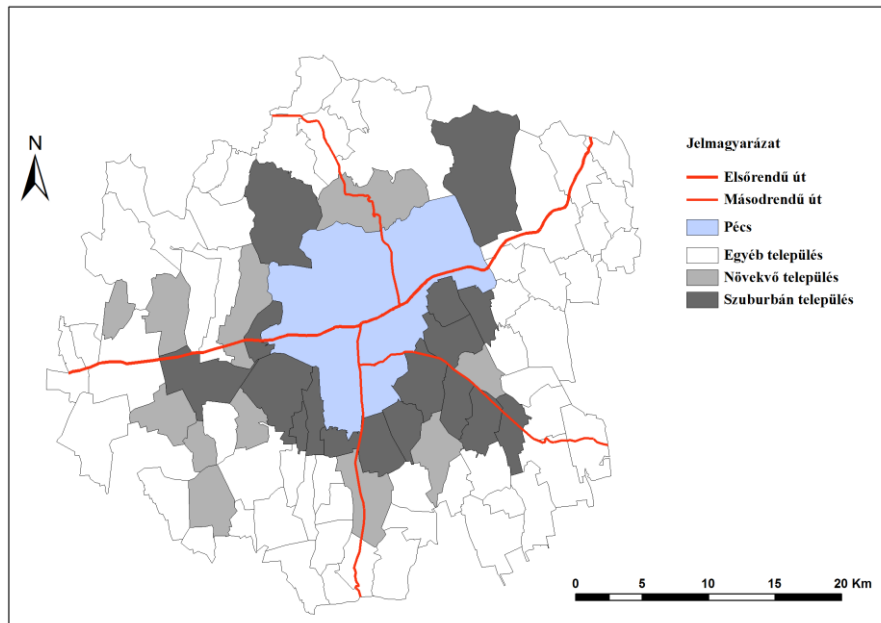 N
Jelmagyarázat
Elsőrendű út
Másodrendű út
Pécs
Egyéb település
Növekvő település
Szuburbán település
0 5 10 15 20 Km